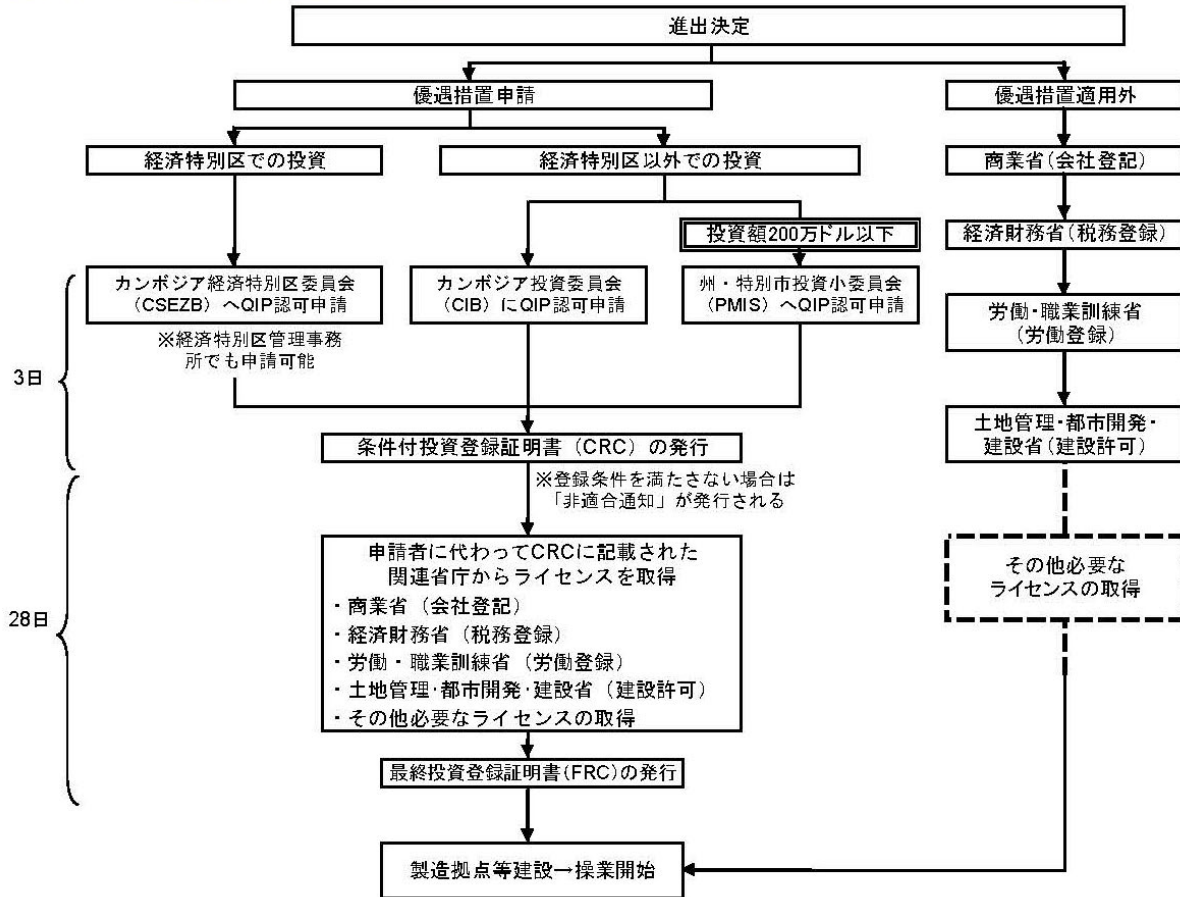 進出決定
優遇措置申請
優遇措置適用外
経済特別区での投資
経済特別区以外での投資
商業省(会社登記)
投資額200万ドル以下
経済財務省(税務登録)
カンボジア経済特別区委員会
(CSEZB)へQIP認可申請
カンボジア投資委員会
(CIB)にQIP認可申請
州・特別市投資小委員会
(PMIS)へQIP認可申請
労働・職業訓練省
(労働登録)
※経済特別区管理事務
所でも申請可能
3日
条件付投資登録証明書(CRC)の発行
土地管理・都市開発・
建設省(建設許可)
※登録条件を満たさない場合は
「非適合通知」が発行される
申請者に代わってCRCに記載された
関連省庁からライセンスを取得
・商業省(会社登記)
・経済財務省(税務登録)
・労働・職業訓練省(労働登録)
・土地管理・都市開発・建設省(建設許可)
・その他必要なライセンスの取得
その他必要な
ライセンスの取得
28日
最終投資登録証明書(FRC)の発行
製造拠点等建設→操業開始